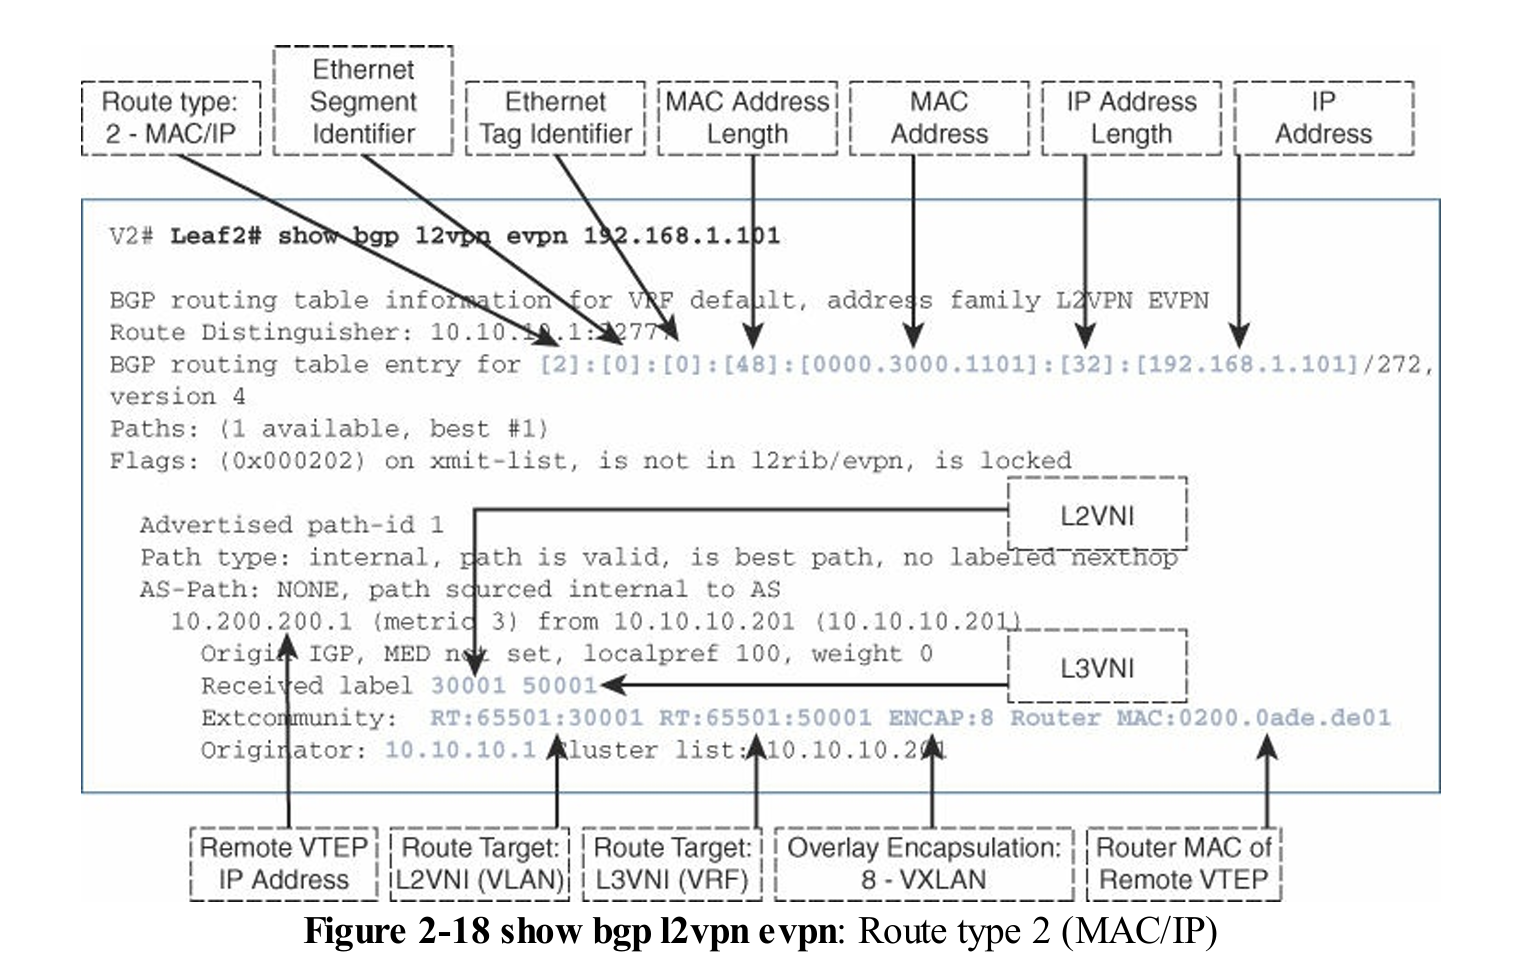 Route type:
2 - MAC/IP
Ethernet
Segment
Identifier
Ethernet
Tag Identifier
MAC Address
Length
MAC
Address
IP Address
Length
IP
Address
V2# Leaf2# show bgp l2vpn evpn 192.168.1.101
BGP routing table information for VRF default, address family L2VPN EVPN
Route Distinguisher: 10.10.10.1:32777
BGP routing table entry for [2]:[0]:[0]:[48]:[0000.3000.1101]:[32]:[192.168.1.101]/272,
version 4
Paths: (1 available, best #1)
Flags: (0x000202) on xmit-list, is not in l2rib/evpn, is locked
L2VNI
Advertised path-id 1
Path type: internal, path is valid, is best path, no labeled nexthop
AS-Path: NONE, path sourced internal to AS
10.200.200.1 (metric 3) from 10.10.10.201 (10.10.10.201)
Origin IGP, MED not set, localpref 100, weight 0
L3VNI
Received label 30001 50001
Extcommunity: RT:65501:30001 RT:65501:50001 ENCAP:8 Router MAC:0200.0ade.de01
Originator: 10.10.10.1 Cluster list: 10.10.10.201
Remote VTEP
IP Address
Route Target:
L2VNI (VLAN)
Route Target:
L3VNI (VRF)
Overlay Encapsulation:
8 - VXLAN
Router MAC of
Remote VTEP
Figure 2-18 show bgp l2vpn evpn: Route type 2 (MAC/IP)